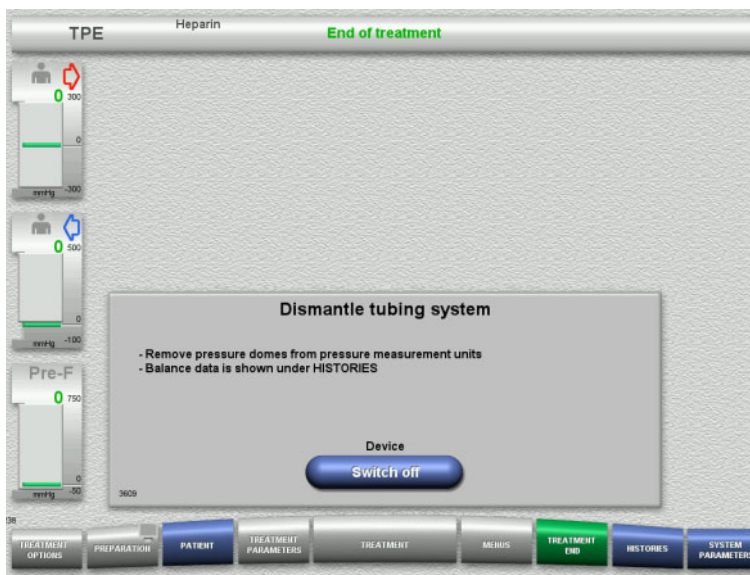 TPE
Heparin
End of treatment
0 300
0
mmHg -300
0 500
0
mmHg -100
Pre-F
0 750
0
mmHg -50
Dismantle tubing system
- Remove pressure domes from pressure measurement units
- Balance data is shown under HISTORIES
Device
Switch off
3609
38
TREATMENT
OPTIONS
PREPARATION
PATIENT
TREATMENT
PARAMETERS
TREATMENT
MENUS
TREATMENT
END
HISTORIES
SYSTEM
PARAMETERS